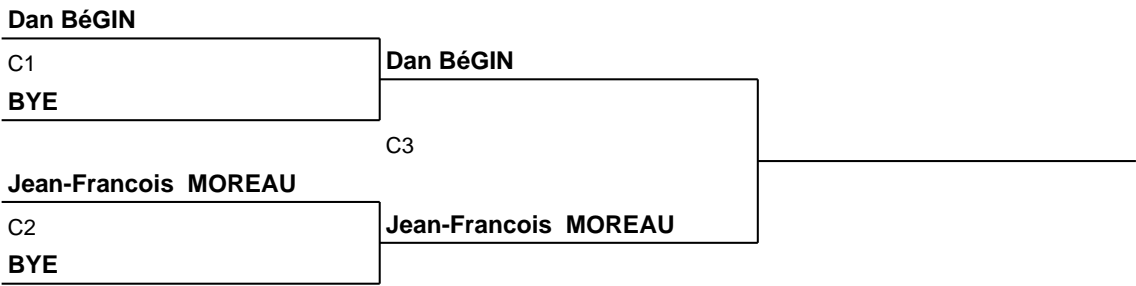 Dan BéGIN
C1
BYE
Dan BéGIN
C3
Jean-Francois  MOREAU
C2
BYE
Jean-Francois  MOREAU